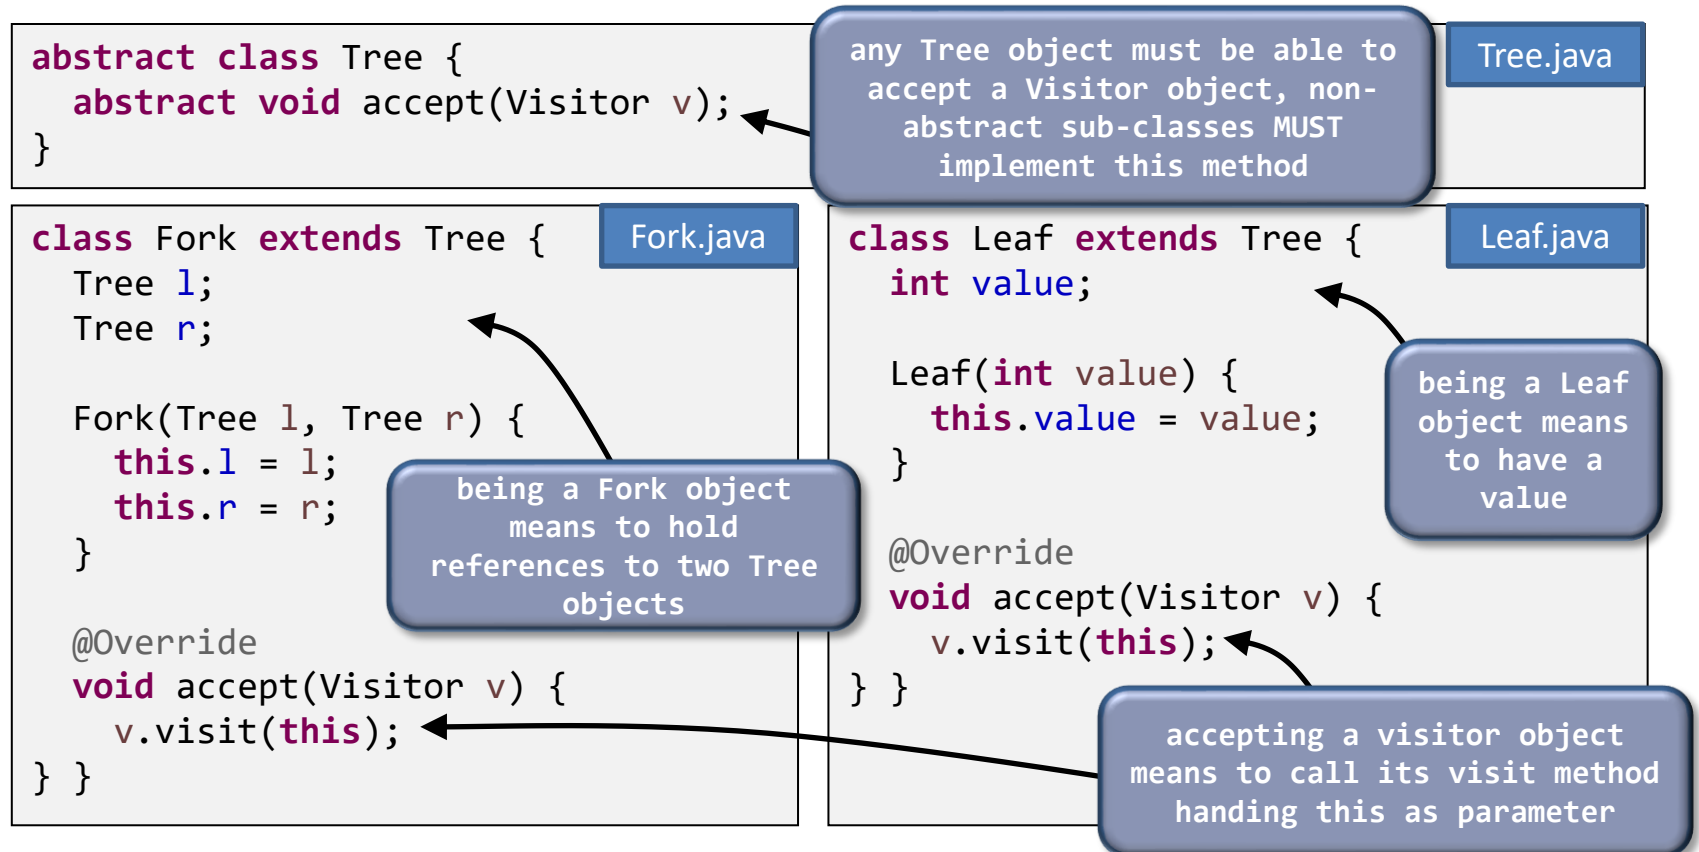 abstract class Tree {
abstract void accept(Visitor v);
}
any Tree object must be able to
accept a Visitor object, non-
abstract sub-classes MUST
implement this method
Tree.java
class Fork extends Tree {
Tree l;
Tree r;
Fork(Tree l, Tree r) {
this.l = l;
this.r = r;
}
@Override
void accept(Visitor v) {
v.visit(this);
} }
Fork.java
being a Fork object
means to hold
references to two Tree
objects
class Leaf extends Tree {
int value;
Leaf(int value) {
this.value = value;
}
@Override
void accept(Visitor v) {
v.visit(this);
} }
Leaf.java
being a Leaf
object means
to have a
value
accepting a visitor object
means to call its visit method
handing this as parameter